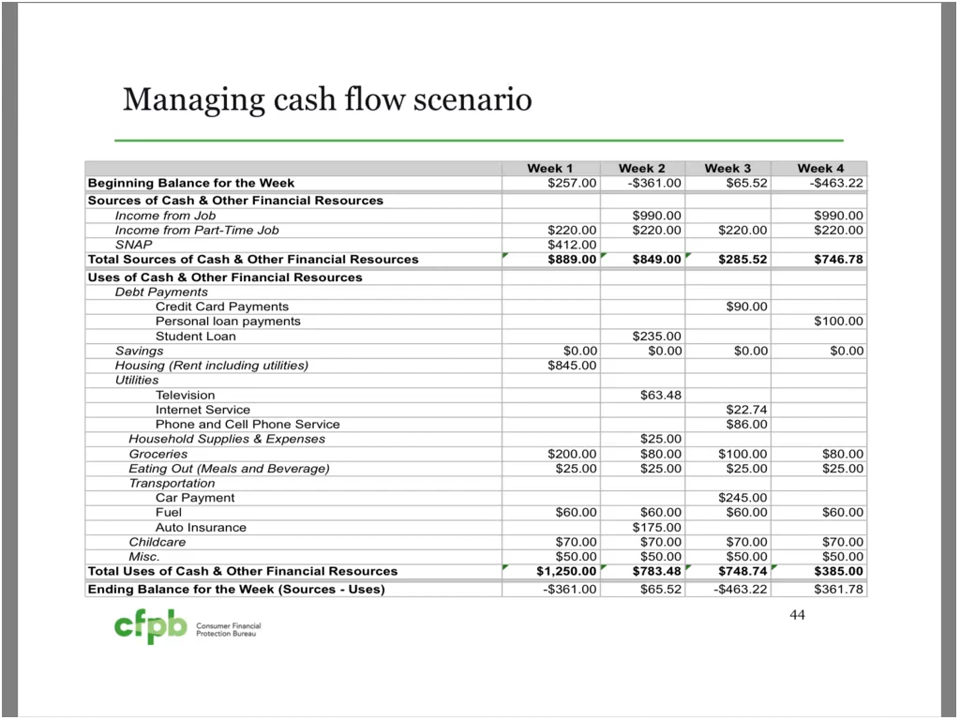 Managing cash flow scenario
Week 1 Week 2 Week 3 Week 4
Beginning Balance for the Week $257.00 -$361.00 $65.52 -$463.22
Sources of Cash & Other Financial Resources
Income from Job $990.00 $990.00
Income from Part-Time Job $220.00 $220.00 $220.00 $220.00
SNAP $412.00
Total Sources of Cash & Other Financial Resources $889.00 $849.00 $285.52 $746.78
Uses of Cash & Other Financial Resources
Debt Payments
Credit Card Payments $90.00
Personal loan payments $100.00
Student Loan $235.00
Savings $0.00 $0.00 $0.00 $0.00
Housing (Rent including utilities) $845.00
Utilities
Television $63.48
Internet Service $22.74
Phone and Cell Phone Service $86.00
Household Supplies & Expenses $25.00
Groceries $200.00 $80.00 $100.00 $80.00
Eating Out (Meals and Beverage) $25.00 $25.00 $25.00 $25.00
Transportation
Car Payment $245.00
Fuel $60.00 $60.00 $60.00 $60.00
Auto Insurance $175.00
Childcare $70.00 $70.00 $70.00 $70.00
Misc. $50.00 $50.00 $50.00 $50.00
Total Uses of Cash & Other Financial Resources $1,250.00 $783.48 $748.74 $385.00
Ending Balance for the Week (Sources - Uses) -$361.00 $65.52 -$463.22 $361.78
44
cfpb Consumer Financial
Protection Bureau